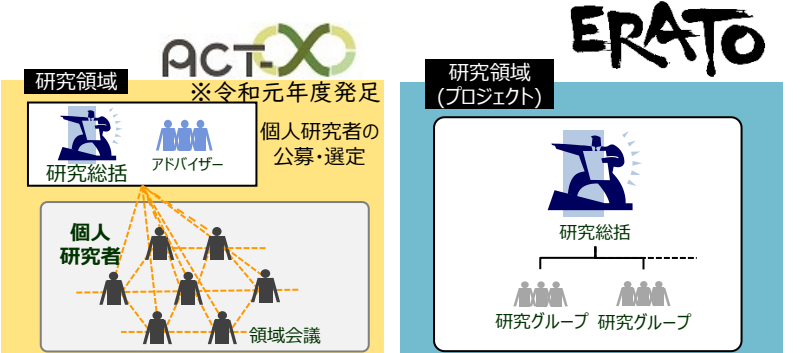 ACT-X
研究領域
※令和元年度発足
研究総括
アドバイザー
個人研究者の
公募・選定
個人
研究者
領域会議
ERATO
研究領域
(プロジェクト)
研究総括
研究グループ
研究グループ